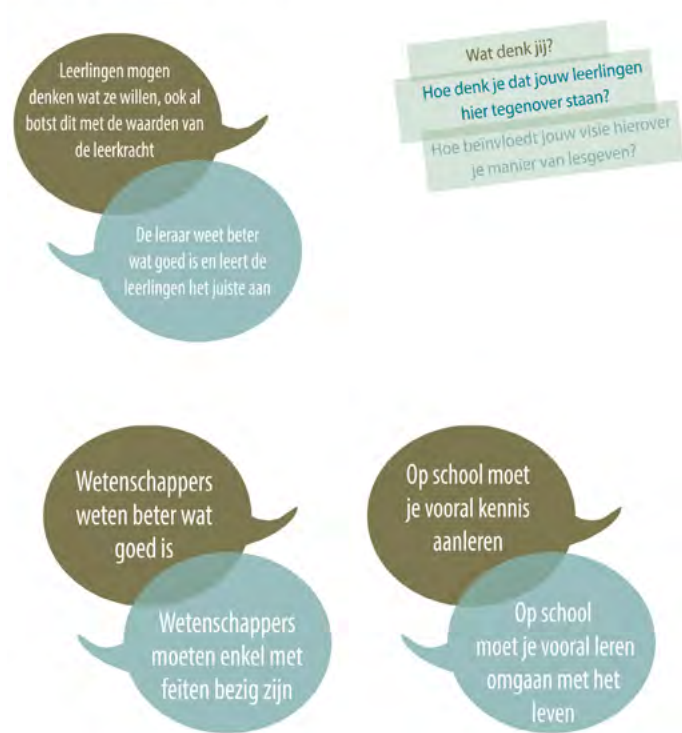 Leerlingen mogen
denken wat ze willen, ook al
botst dit met de waarden van
de leerkracht
De leraar weet beter
wat goed is en leert de
leerlingen het juiste aan
Wat denk jij?
Hoe denk je dat jouw leerlingen
hier tegenover staan?
Hoe beïnvloedt jouw visie hierover
je manier van lesgeven?
Wetenschappers
weten beter wat
goed is
Wetenschappers
moeten enkel met
feiten bezig zijn
Op school moet
je vooral kennis
aanleren
Op school
moet je vooral leren
omgaan met het
leven